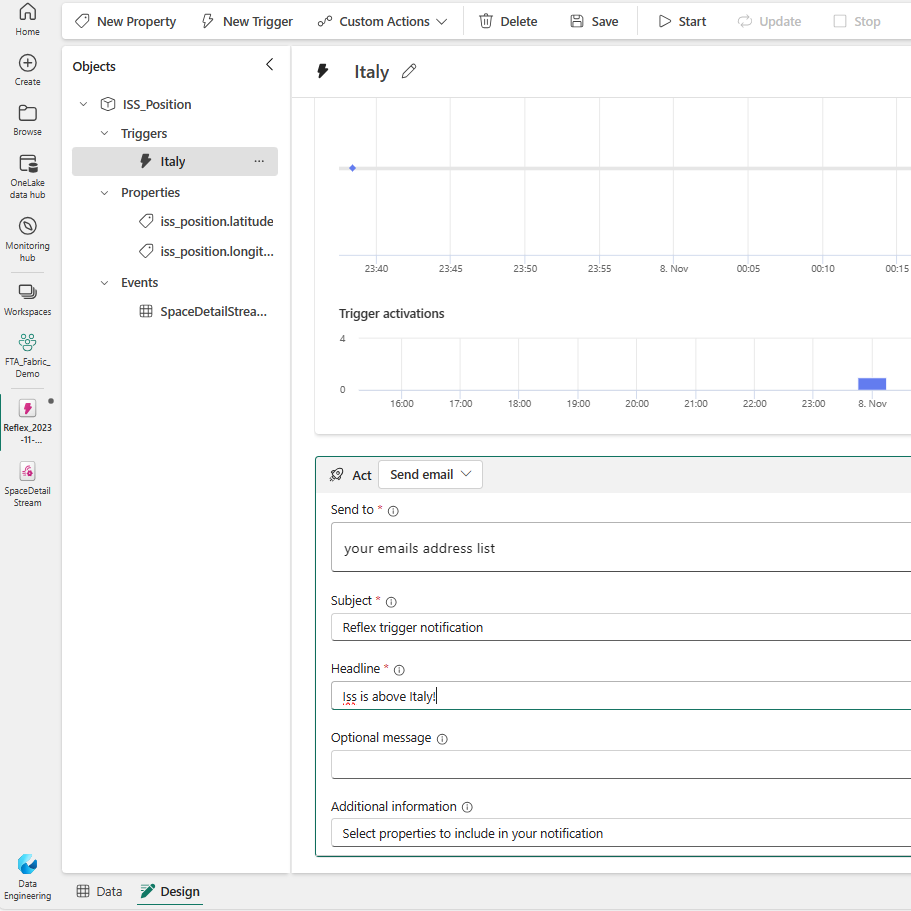 New Property
New Trigger
Custom Actions
Delete
Save
Start
Update
Stop
Home
Create
Browse
OneLake
data hub
Monitoring
hub
Workspaces
FTA_Fabric_
Demo
Reflex_2023
-11-...
SpaceDetail
Stream
Data
Engineering
Objects
ISS_Position
Triggers
Italy
...
Properties
iss_position.latitude
iss_position.longit...
Events
SpaceDetailStrea...
Italy
23:40 23:45 23:50 23:55 8. Nov 00:05 00:10 00:15
Trigger activations
4
0
16:00 17:00 18:00 19:00 20:00 21:00 22:00 23:00 8. Nov
Act Send email
Send to *
your emails address list
Subject *
Reflex trigger notification
Headline *
Iss is above Italy!
Optional message
Additional information
Select properties to include in your notification
Data
Design